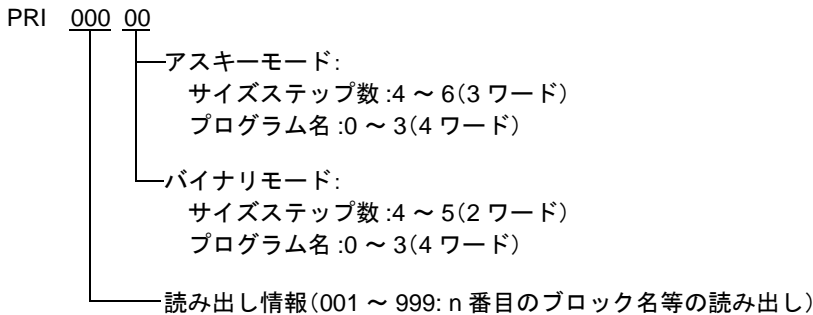 PRI 000 00
アスキーモード:
サイズステップ数:4 ～ 6(3 ワード)
プログラム名:0 ～ 3(4 ワード)
バイナリモード:
サイズステップ数:4 ～ 5(2 ワード)
プログラム名:0 ～ 3(4 ワード)
読み出し情報(001 ～ 999: n 番目のブロック名等の読み出し)